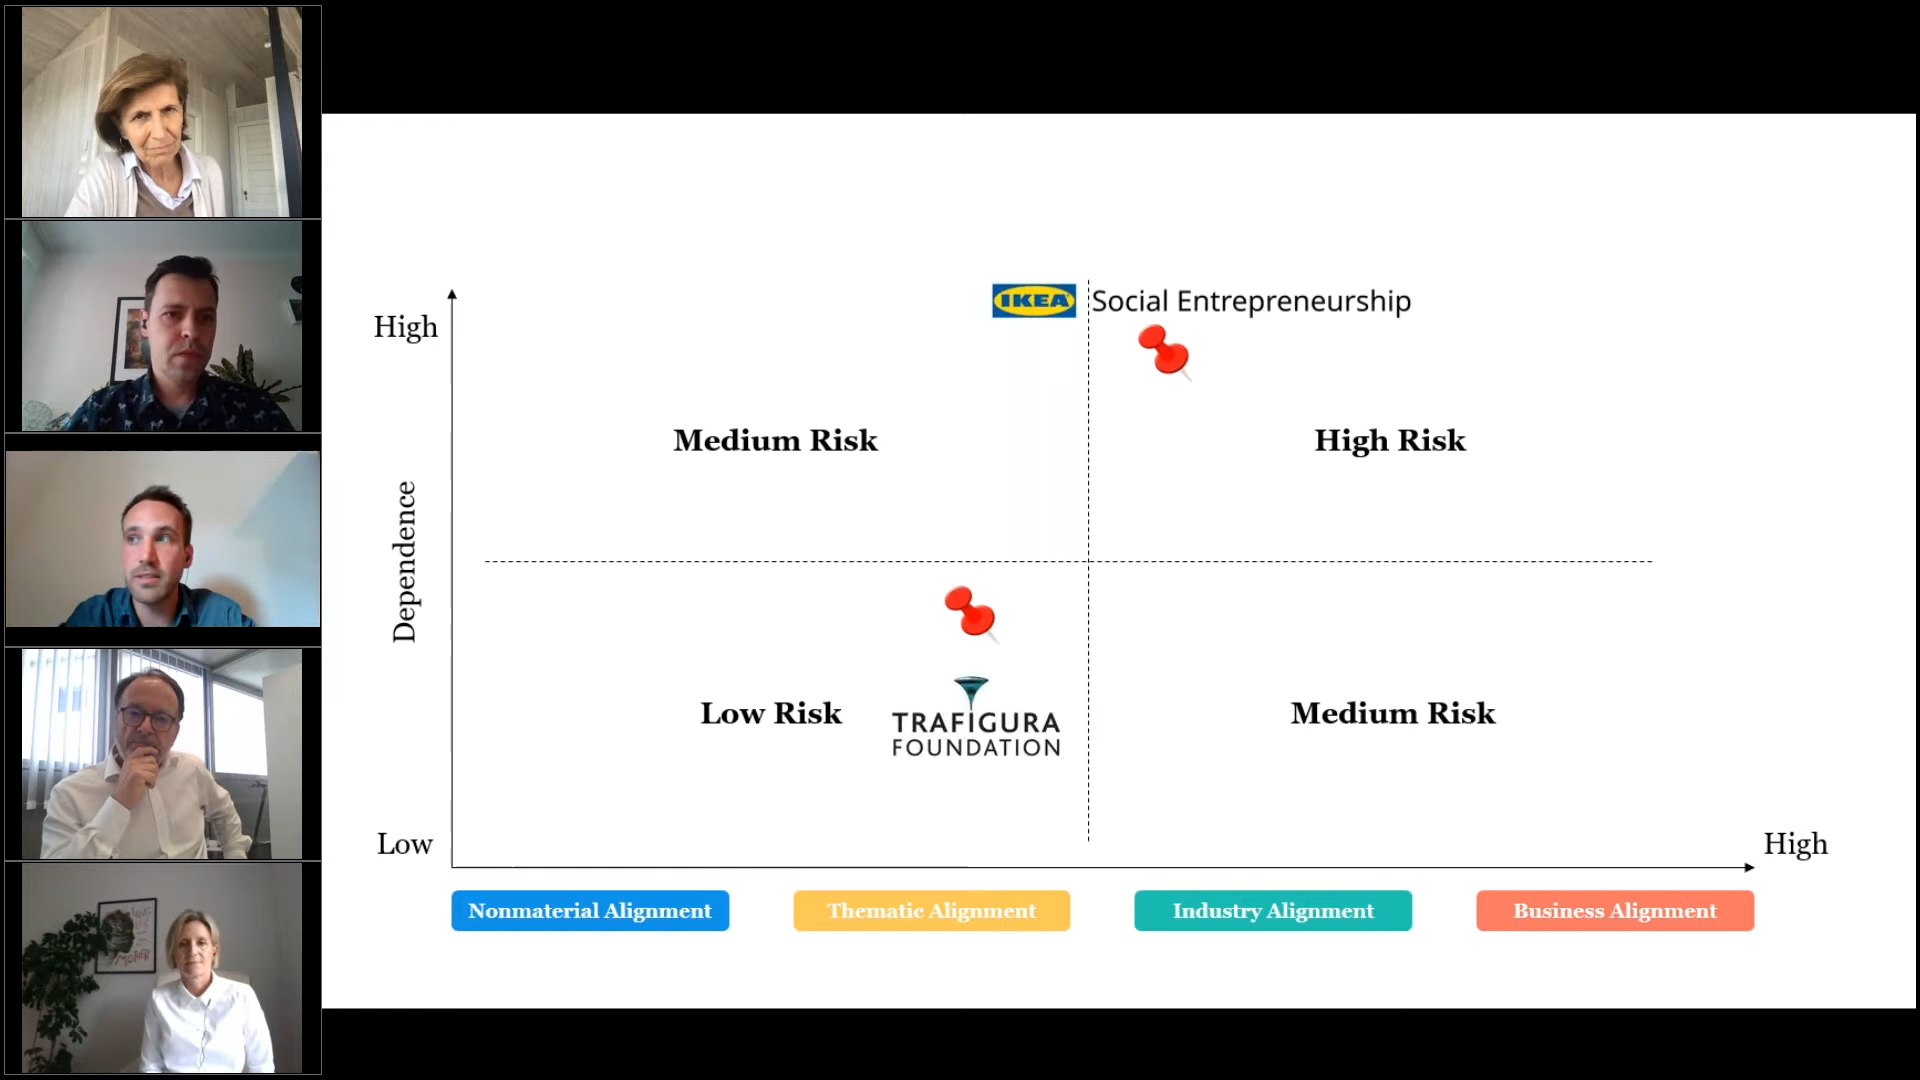 IKEA Social Entrepreneurship
High
Medium Risk
High Risk
Dependence
Low Risk
TRAFIGURA
FOUNDATION
Medium Risk
Low
High
Nonmaterial Alignment
Thematic Alignment
Industry Alignment
Business Alignment
MOTHER